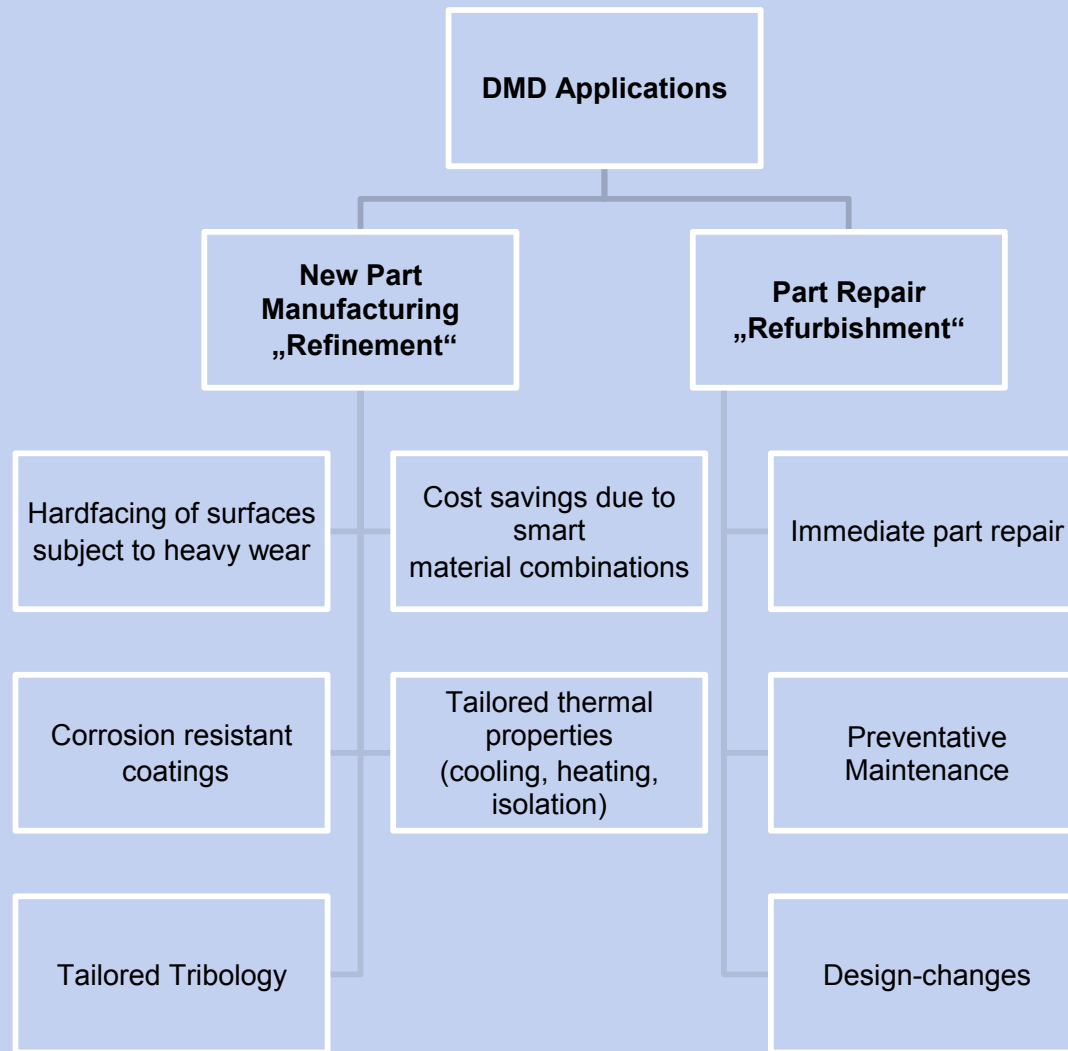 DMD Applications
New Part
Manufacturing
„Refinement“
Part Repair
„Refurbishment“
Hardfacing of surfaces
subject to heavy wear
Cost savings due to
smart
material combinations
Immediate part repair
Corrosion resistant
coatings
Tailored thermal
properties
(cooling, heating,
isolation)
Preventative
Maintenance
Tailored Tribology
Design-changes